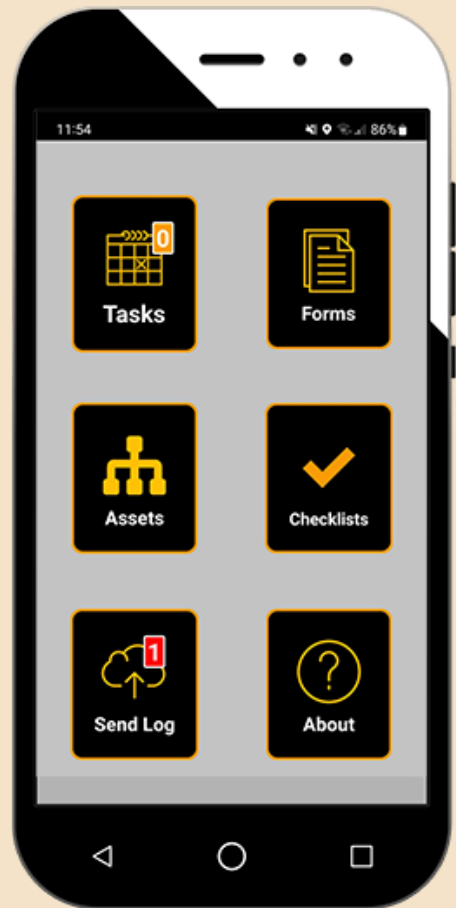 11:54
86%
0
Tasks
Forms
Assets
Checklists
1
Send Log
About